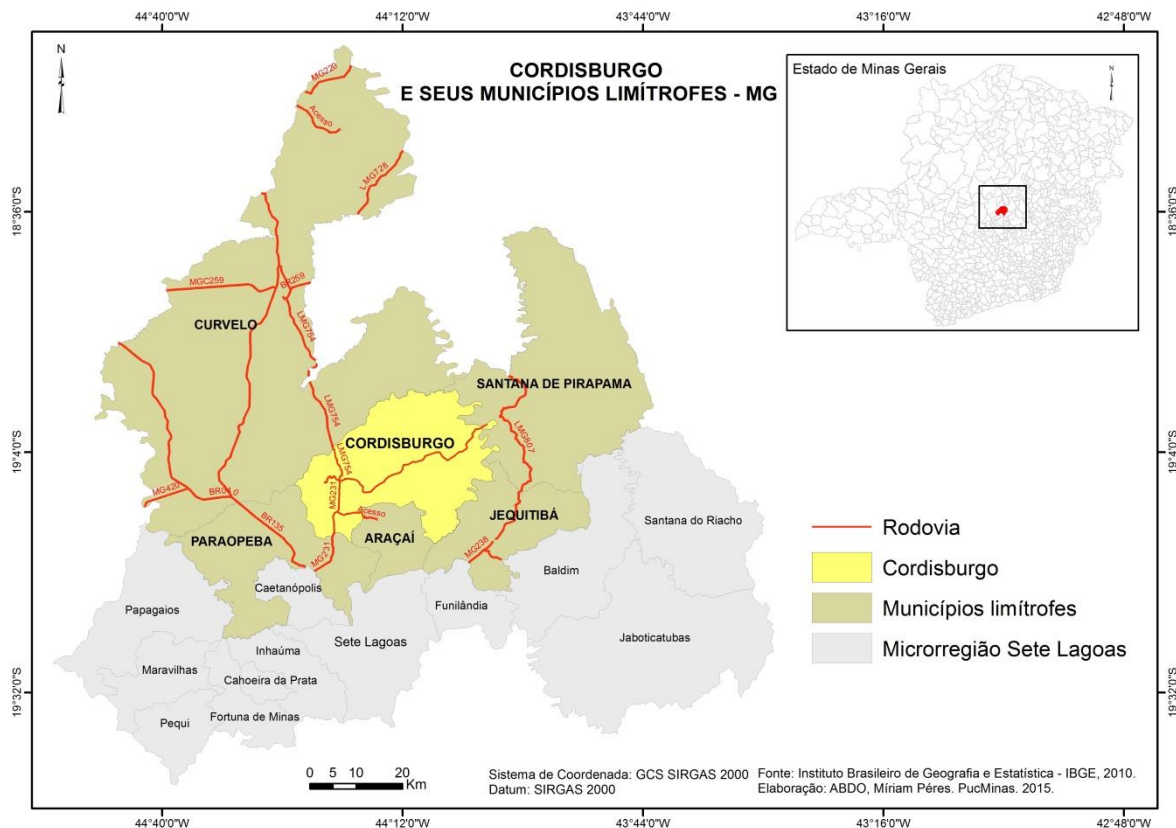 44°40'0"W 44°12'0"W 43°44'0"W 43°16'0"W 42°48'0"W
N
CORDISBURGO
E SEUS MUNICÍPIOS LIMÍTROFES - MG
Estado de Minas Gerais
N
MG220
Acesso
LMG728
18°36'0"S
18°36'0"S
MGC259
BR259
CURVELO
LMG754
SANTANA DE PIRAPAMA
LMG754
CORDISBURGO
LMG754
LMG807
19°4'0"S
19°4'0"S
MG420
BR040
MG231
BR135
Acesso
JEQUITIBÁ
Santana do Riacho
PARAOPEBA
ARAÇAÍ
MG231
MG238
Rodovia
Cordisburgo
Municípios limítrofes
Microrregião Sete Lagoas
Baldim
Caetanópolis
Papagaios
Funilândia
Sete Lagoas
Jaboticatubas
Inhaúma
Maravilhas
Cahoeira da Prata
Pequi
Fortuna de Minas
19°32'0"S
19°32'0"S
0 5 10 20
Km
Sistema de Coordenada: GCS SIRGAS 2000
Datum: SIRGAS 2000
Fonte: Instituto Brasileiro de Geografia e Estatística - IBGE, 2010.
Elaboração: ABDO, Míriam Péres. PucMinas. 2015.
44°40'0"W 44°12'0"W 43°44'0"W 43°16'0"W 42°48'0"W